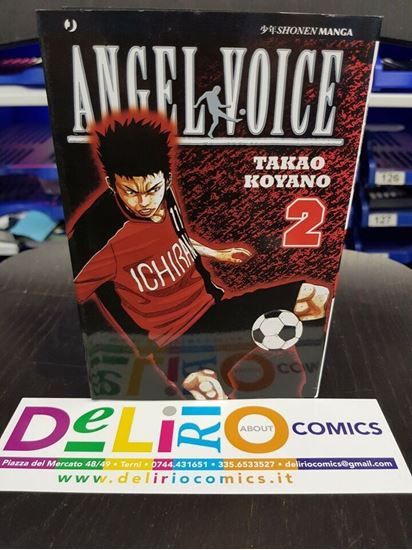 J
少年 SHONEN MANGA
ANGEL VOICE
TAKAO
KOYANO
2
ICHIRAN
126
127
DeLiRiO ABOUT COMICS
Piazza del Mercato 48/49 • Terni • 0744.431651 • 335.6533527 • deliriocomics@gmail.com
www.deliriocomics.it